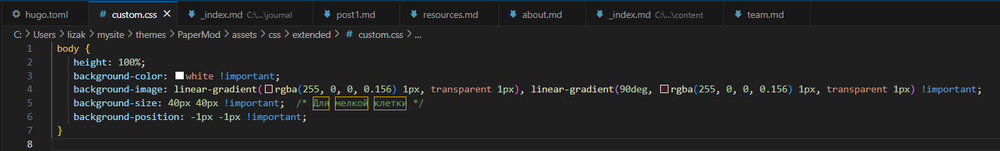 hugo.toml # custom.css × _index.md C:\...\journal post1.md resources.md about.md _index.md C:\...\content team.md
C: > Users > lizak > mysite > themes > PaperMod > assets > css > extended > # custom.css > ...
1 body {
2 height: 100%;
3 background-color: white !important;
4 background-image: linear-gradient(rgba(255, 0, 0, 0.156) 1px, transparent 1px), linear-gradient(90deg, rgba(255, 0, 0, 0.156) 1px, transparent 1px) !important;
5 background-size: 40px 40px !important; /* Для мелкой клетки */
6 background-position: -1px -1px !important;
7 }
8